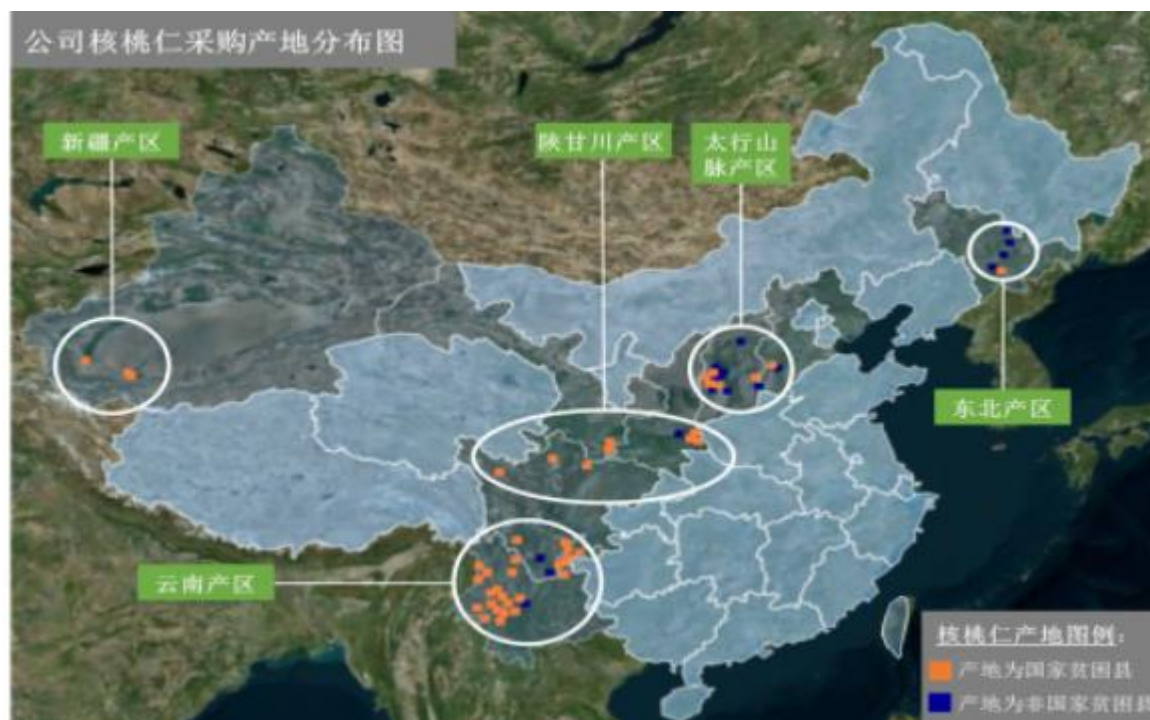 公司核桃仁采购产地分布图
新疆产区
陕甘川产区
太行山
脉产区
东北产区
云南产区
核桃仁产地图例：
产地为国家贫困县
产地为非国家贫困县